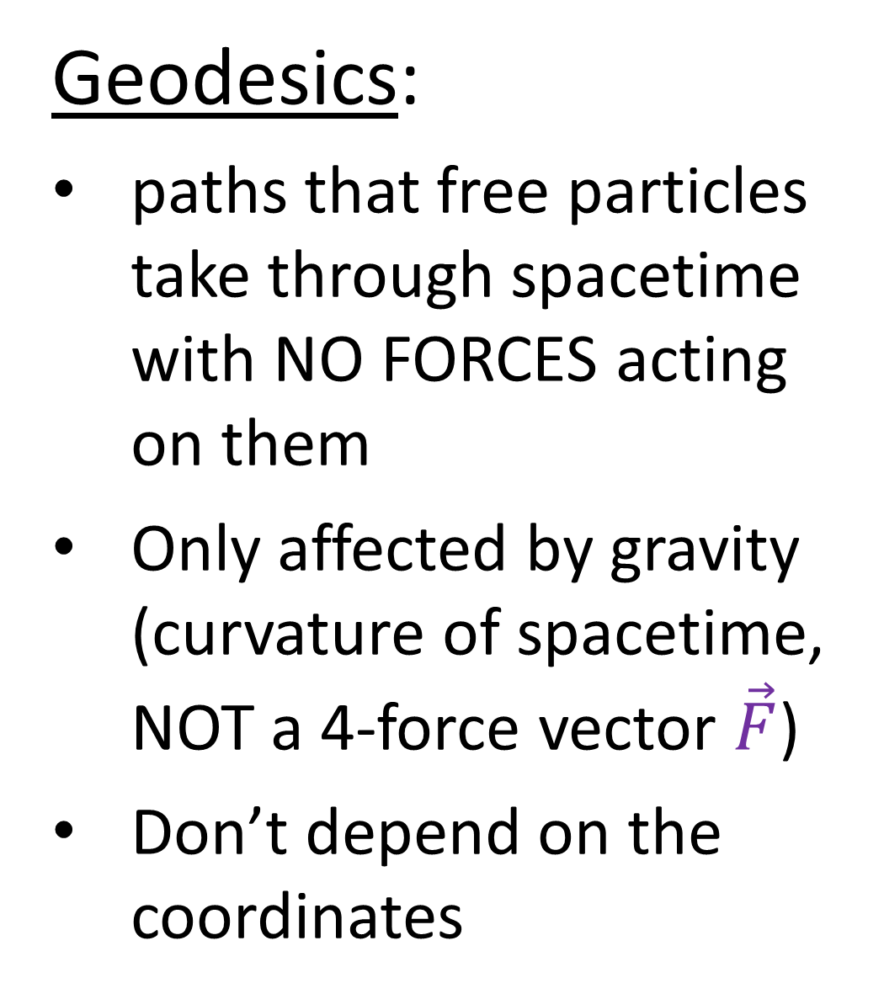 Geodesics:
• paths that free particles
take through spacetime
with NO FORCES acting
on them
• Only affected by gravity
(curvature of spacetime,
NOT a 4-force vector F⃗)
• Don’t depend on the
coordinates